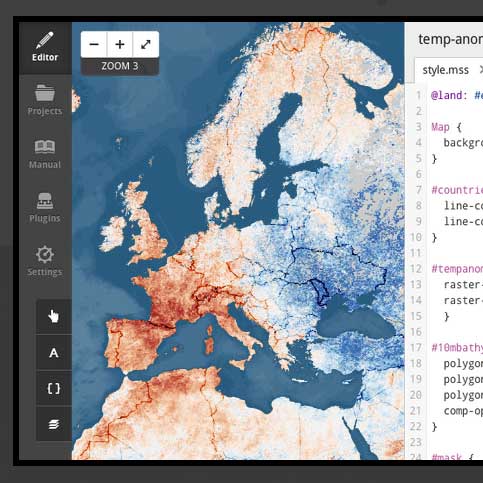 Editor
Projects
Manual
Plugins
Settings
− + 
ZOOM 3
A
{ }
temp-anom
style.mss
1 @land: #e
2
3 Map {
4 backgro
5 }
6
7 #countrie
8 line-co
9 line-co
10 }
11
12 #tempanom
13 raster-
14 raster-
15 }
16
17 #10mbathy
18 polygon
19 polygon
20 polygon
21 comp-op
22 }
23
24 #mask {